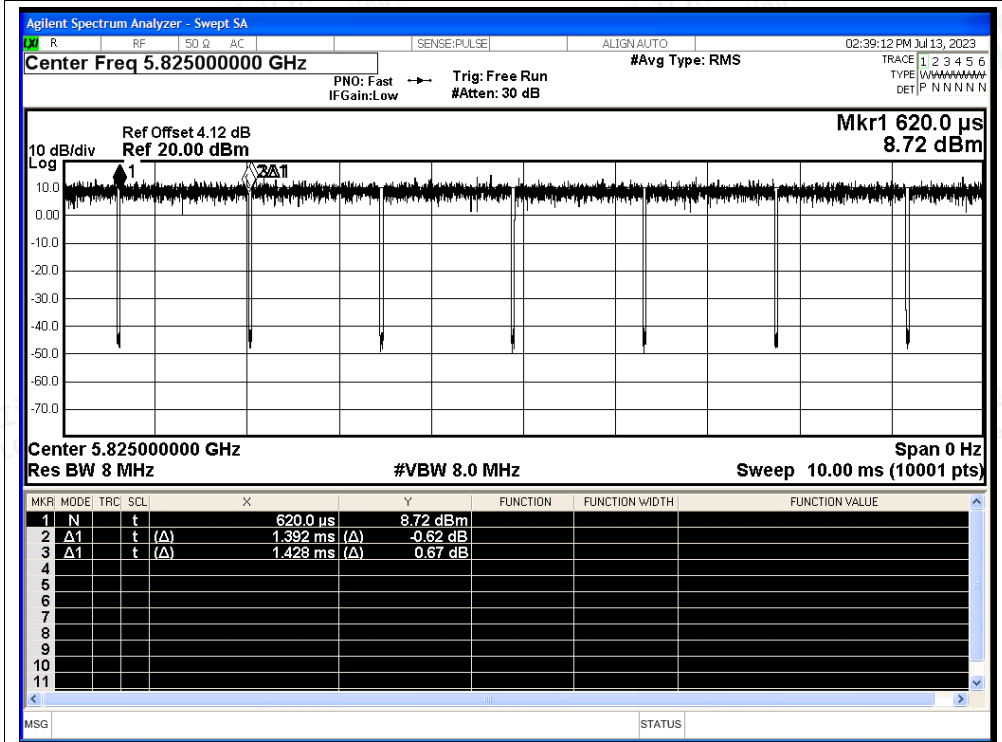 Agilent Spectrum Analyzer - Swept SA
LXI R RF 50 Ω AC SENSE:PULSE ALIGN AUTO 02:39:12 PM Jul 13, 2023
Center Freq 5.825000000 GHz #Avg Type: RMS TRACE 1 2 3 4 5 6
PNO: Fast Trig: Free Run TYPE WWWWWW
IFGain:Low #Atten: 30 dB DET P N N N N N
Mkr1 620.0 µs
8.72 dBm
Ref Offset 4.12 dB
10 dB/div Ref 20.00 dBm
Log
1
3Δ1
10.0
0.00
-10.0
-20.0
-30.0
-40.0
-50.0
-60.0
-70.0
Center 5.825000000 GHz Span 0 Hz
Res BW 8 MHz #VBW 8.0 MHz Sweep 10.00 ms (10001 pts)
MKR MODE TRC SCL X Y FUNCTION FUNCTION WIDTH FUNCTION VALUE
1 N t 620.0 µs 8.72 dBm
2 Δ1 t (Δ) 1.392 ms (Δ) -0.62 dB
3 Δ1 t (Δ) 1.428 ms (Δ) 0.67 dB
4
5
6
7
8
9
10
11
MSG STATUS